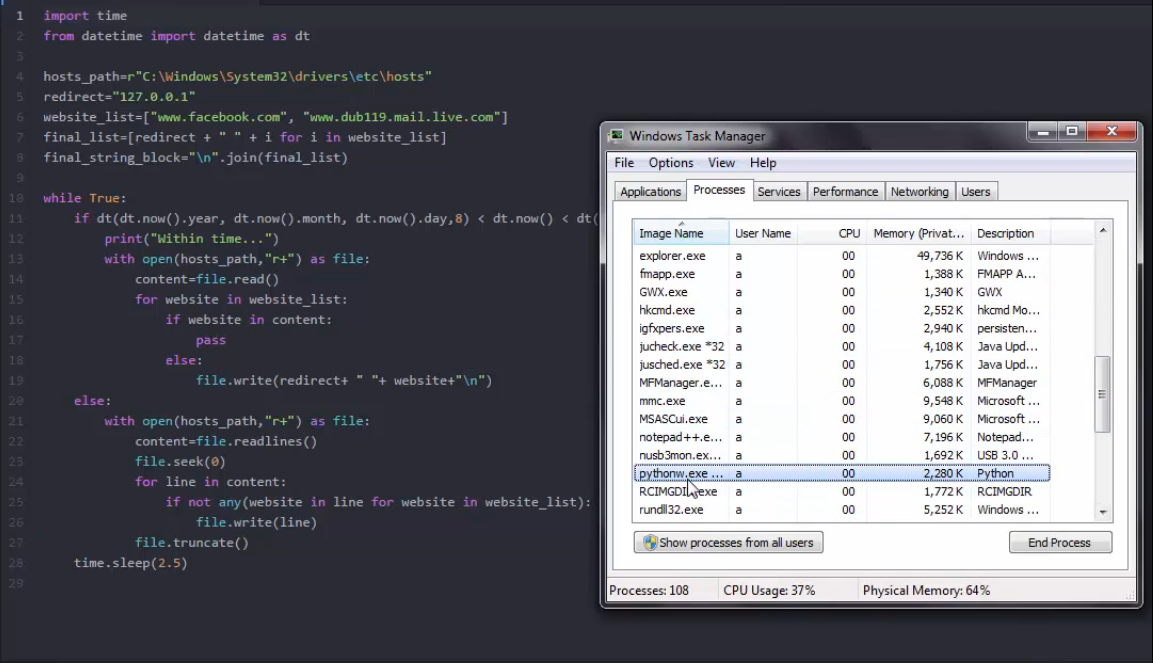 1 import time
2 from datetime import datetime as dt
3
4 hosts_path=r"C:\Windows\System32\drivers\etc\hosts"
5 redirect="127.0.0.1"
6 website_list=["www.facebook.com", "www.dub119.mail.live.com"]
7 final_list=[redirect + " " + i for i in website_list]
8 final_string_block="\n".join(final_list)
9
10 while True:
11 if dt(dt.now().year, dt.now().month, dt.now().day,8) < dt.now() < dt(
12 print("Within time...")
13 with open(hosts_path,"r+") as file:
14 content=file.read()
15 for website in website_list:
16 if website in content:
17 pass
18 else:
19 file.write(redirect+ " "+ website+"\n")
20 else:
21 with open(hosts_path,"r+") as file:
22 content=file.readlines()
23 file.seek(0)
24 for line in content:
25 if not any(website in line for website in website_list):
26 file.write(line)
27 file.truncate()
28 time.sleep(2.5)
29
Windows Task Manager
File Options View Help
Applications Processes Services Performance Networking Users
Image Name User Name CPU Memory (Privat... Description
explorer.exe a 00 49,736 K Windows ...
fmapp.exe a 00 1,388 K FMAPP A...
GWX.exe a 00 1,340 K GWX
hkcmd.exe a 00 2,552 K hkcmd Mo...
igfxpers.exe a 00 2,940 K persisten...
jucheck.exe *32 a 00 4,108 K Java Upd...
jusched.exe *32 a 00 1,756 K Java Upd...
MFManager.e... a 00 6,088 K MFManager
mmc.exe a 00 9,548 K Microsoft ...
MSASCui.exe a 00 9,060 K Microsoft ...
notepad++.e... a 00 7,196 K Notepad...
nusb3mon.ex... a 00 1,692 K USB 3.0 ...
pythonw.exe ... a 00 2,280 K Python
a 00 1,772 K RCIMGDIR
rundll32.exe a 00 5,252 K Windows ...
Show processes from all users End Process
Processes: 108 CPU Usage: 37% Physical Memory: 64%